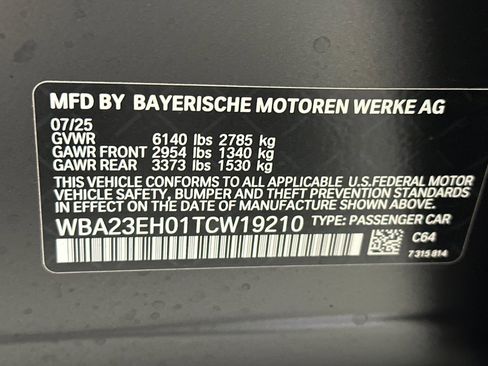 MFD BY BAYERISCHE MOTOREN WERKE AG
07/25
GVWR 6140 lbs 2785 kg
GAWR FRONT 2954 lbs 1340 kg
GAWR REAR 3373 lbs 1530 kg
THIS VEHICLE CONFORMS TO ALL APPLICABLE U.S.FEDERAL MOTOR
VEHICLE SAFETY, BUMPER AND THEFT PREVENTION STANDARDS
IN EFFECT ON THE DATE OF MANUFACTURE SHOWN ABOVE.
WBA23EH01TCW19210 TYPE: PASSENGER CAR
C64
7 315 814